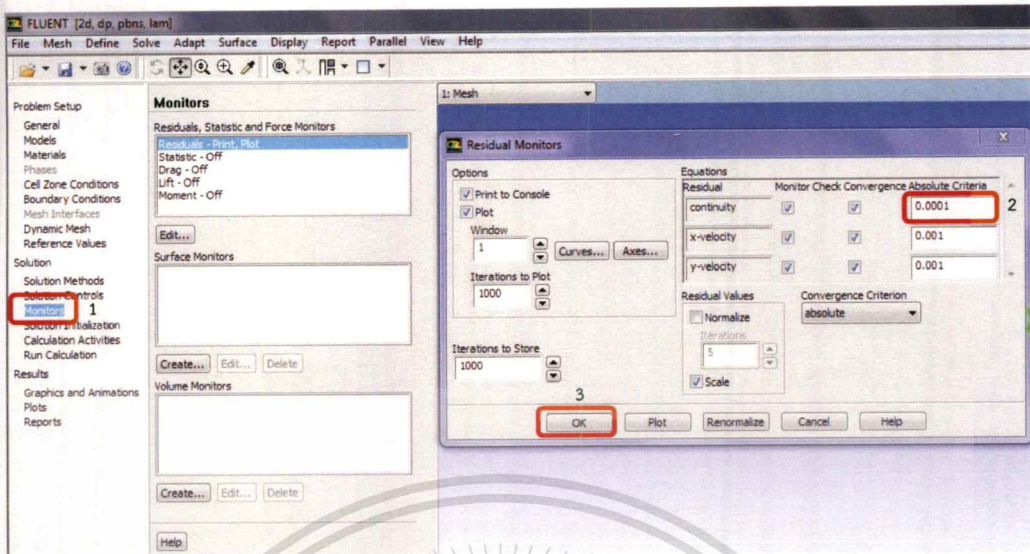 FLUENT [2d, dp, pbns, lam]
File Mesh Define Solve Adapt Surface Display Report Parallel View Help
Problem Setup
General
Models
Materials
Phases
Cell Zone Conditions
Boundary Conditions
Mesh Interfaces
Dynamic Mesh
Reference Values
Solution
Solution Methods
Solution Controls
Monitors 1
Solution Initialization
Calculation Activities
Run Calculation
Results
Graphics and Animations
Plots
Reports
Monitors
Residuals, Statistic and Force Monitors
Residuals - Print, Plot
Statistic - Off
Drag - Off
Lift - Off
Moment - Off
Edit...
Surface Monitors
Create... Edit... Delete
Volume Monitors
Create... Edit... Delete
Help
1: Mesh
Residual Monitors
Options
Print to Console
Plot
Window
1 Curves... Axes...
Iterations to Plot
1000
Iterations to Store
1000
Equations
Residual Monitor Check Convergence Absolute Criteria
continuity 0.0001 2
x-velocity 0.001
y-velocity 0.001
Residual Values
Normalize
Iterations
5
Scale
Convergence Criterion
absolute
3
OK Plot Renormalize Cancel Help